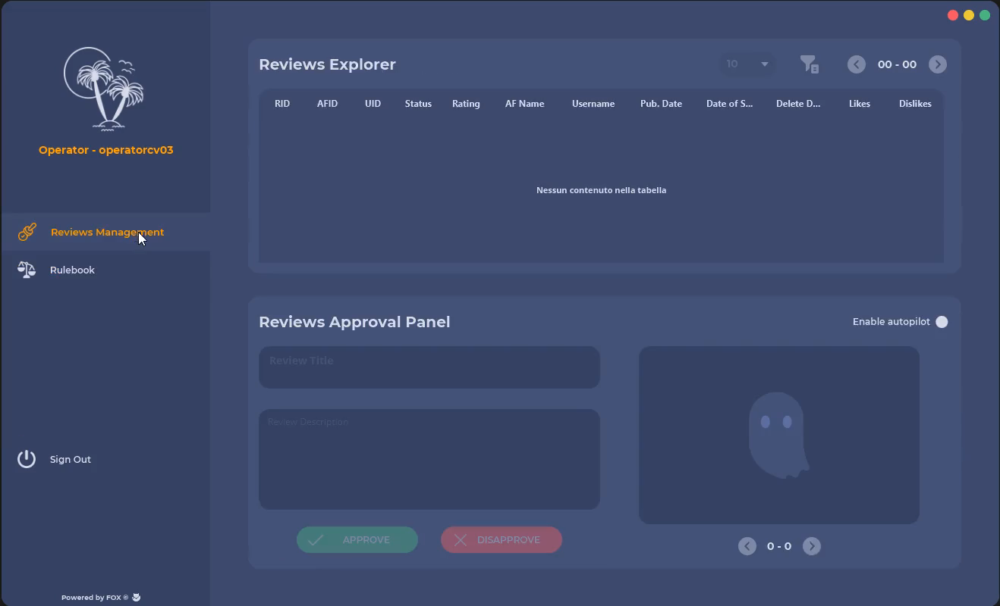 Operator - operatorcv03
Reviews Management
Rulebook
Sign Out
Powered by FOX ©
Reviews Explorer
10
00 - 00
RID AFID UID Status Rating AF Name Username Pub. Date Date of S... Delete D... Likes Dislikes
Nessun contenuto nella tabella
Reviews Approval Panel
Enable autopilot
Review Title
Review Description
APPROVE
DISAPPROVE
0 - 0